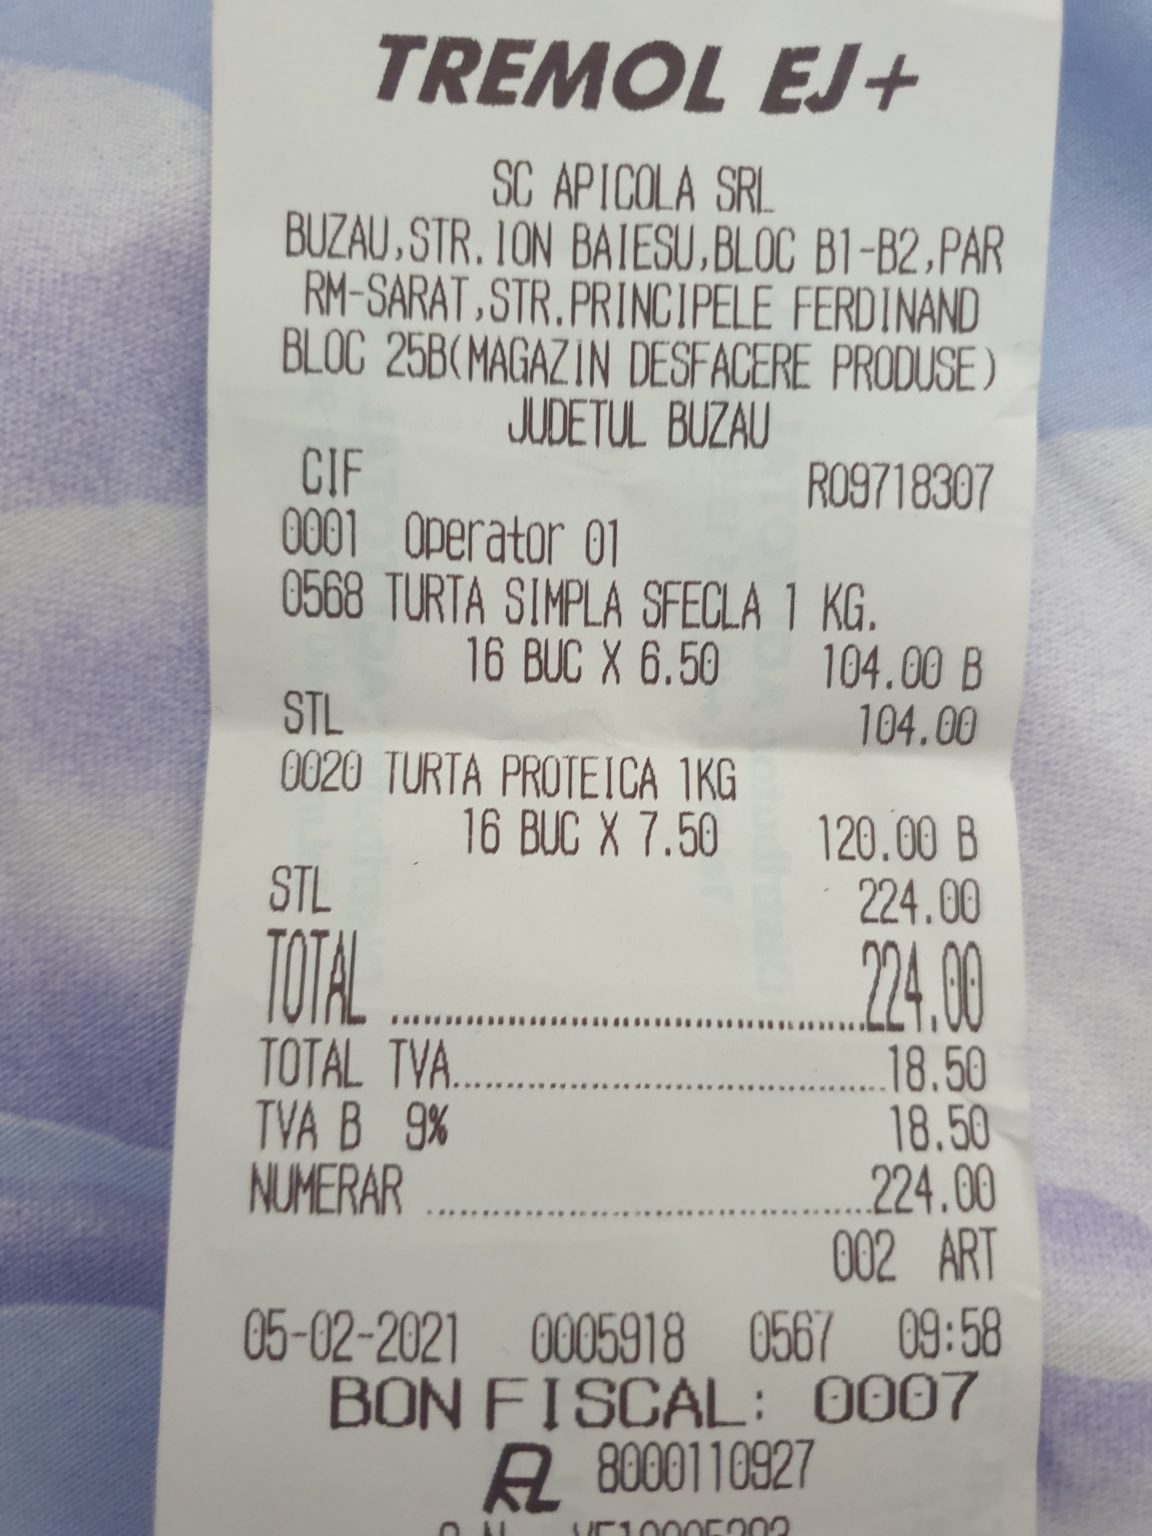 TREMOL EJ+
SC APICOLA SRL
BUZAU,STR.ION BAIESU,BLOC B1-B2,PAR
RM-SARAT,STR.PRINCIPELE FERDINAND
BLOC 25B(MAGAZIN DESFACERE PRODUSE)
JUDETUL BUZAU
CIF RO9718307
0001 Operator 01
0568 TURTA SIMPLA SFECLA 1 KG.
16 BUC X 6.50 104.00 B
STL 104.00
0020 TURTA PROTEICA 1KG
16 BUC X 7.50 120.00 B
STL 224.00
TOTAL ........................................224.00
TOTAL TVA........................................18.50
TVA B 9% 18.50
NUMERAR ........................................224.00
002 ART
05-02-2021 0005918 0567 09:58
BON FISCAL: 0007
8000110927